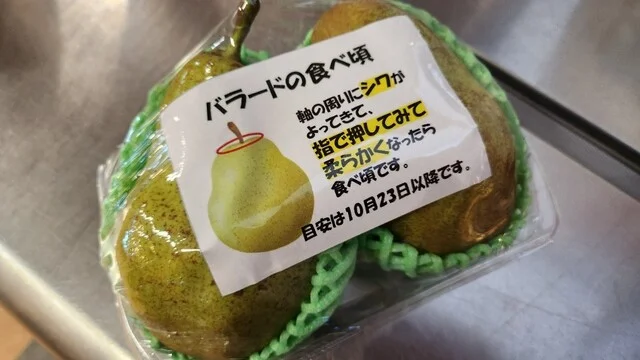 バラードの食べ頃
軸の周りにシワが
よってきて、
指で押してみて
柔らかくなったら
食べ頃です。
目安は10月23日以降です。